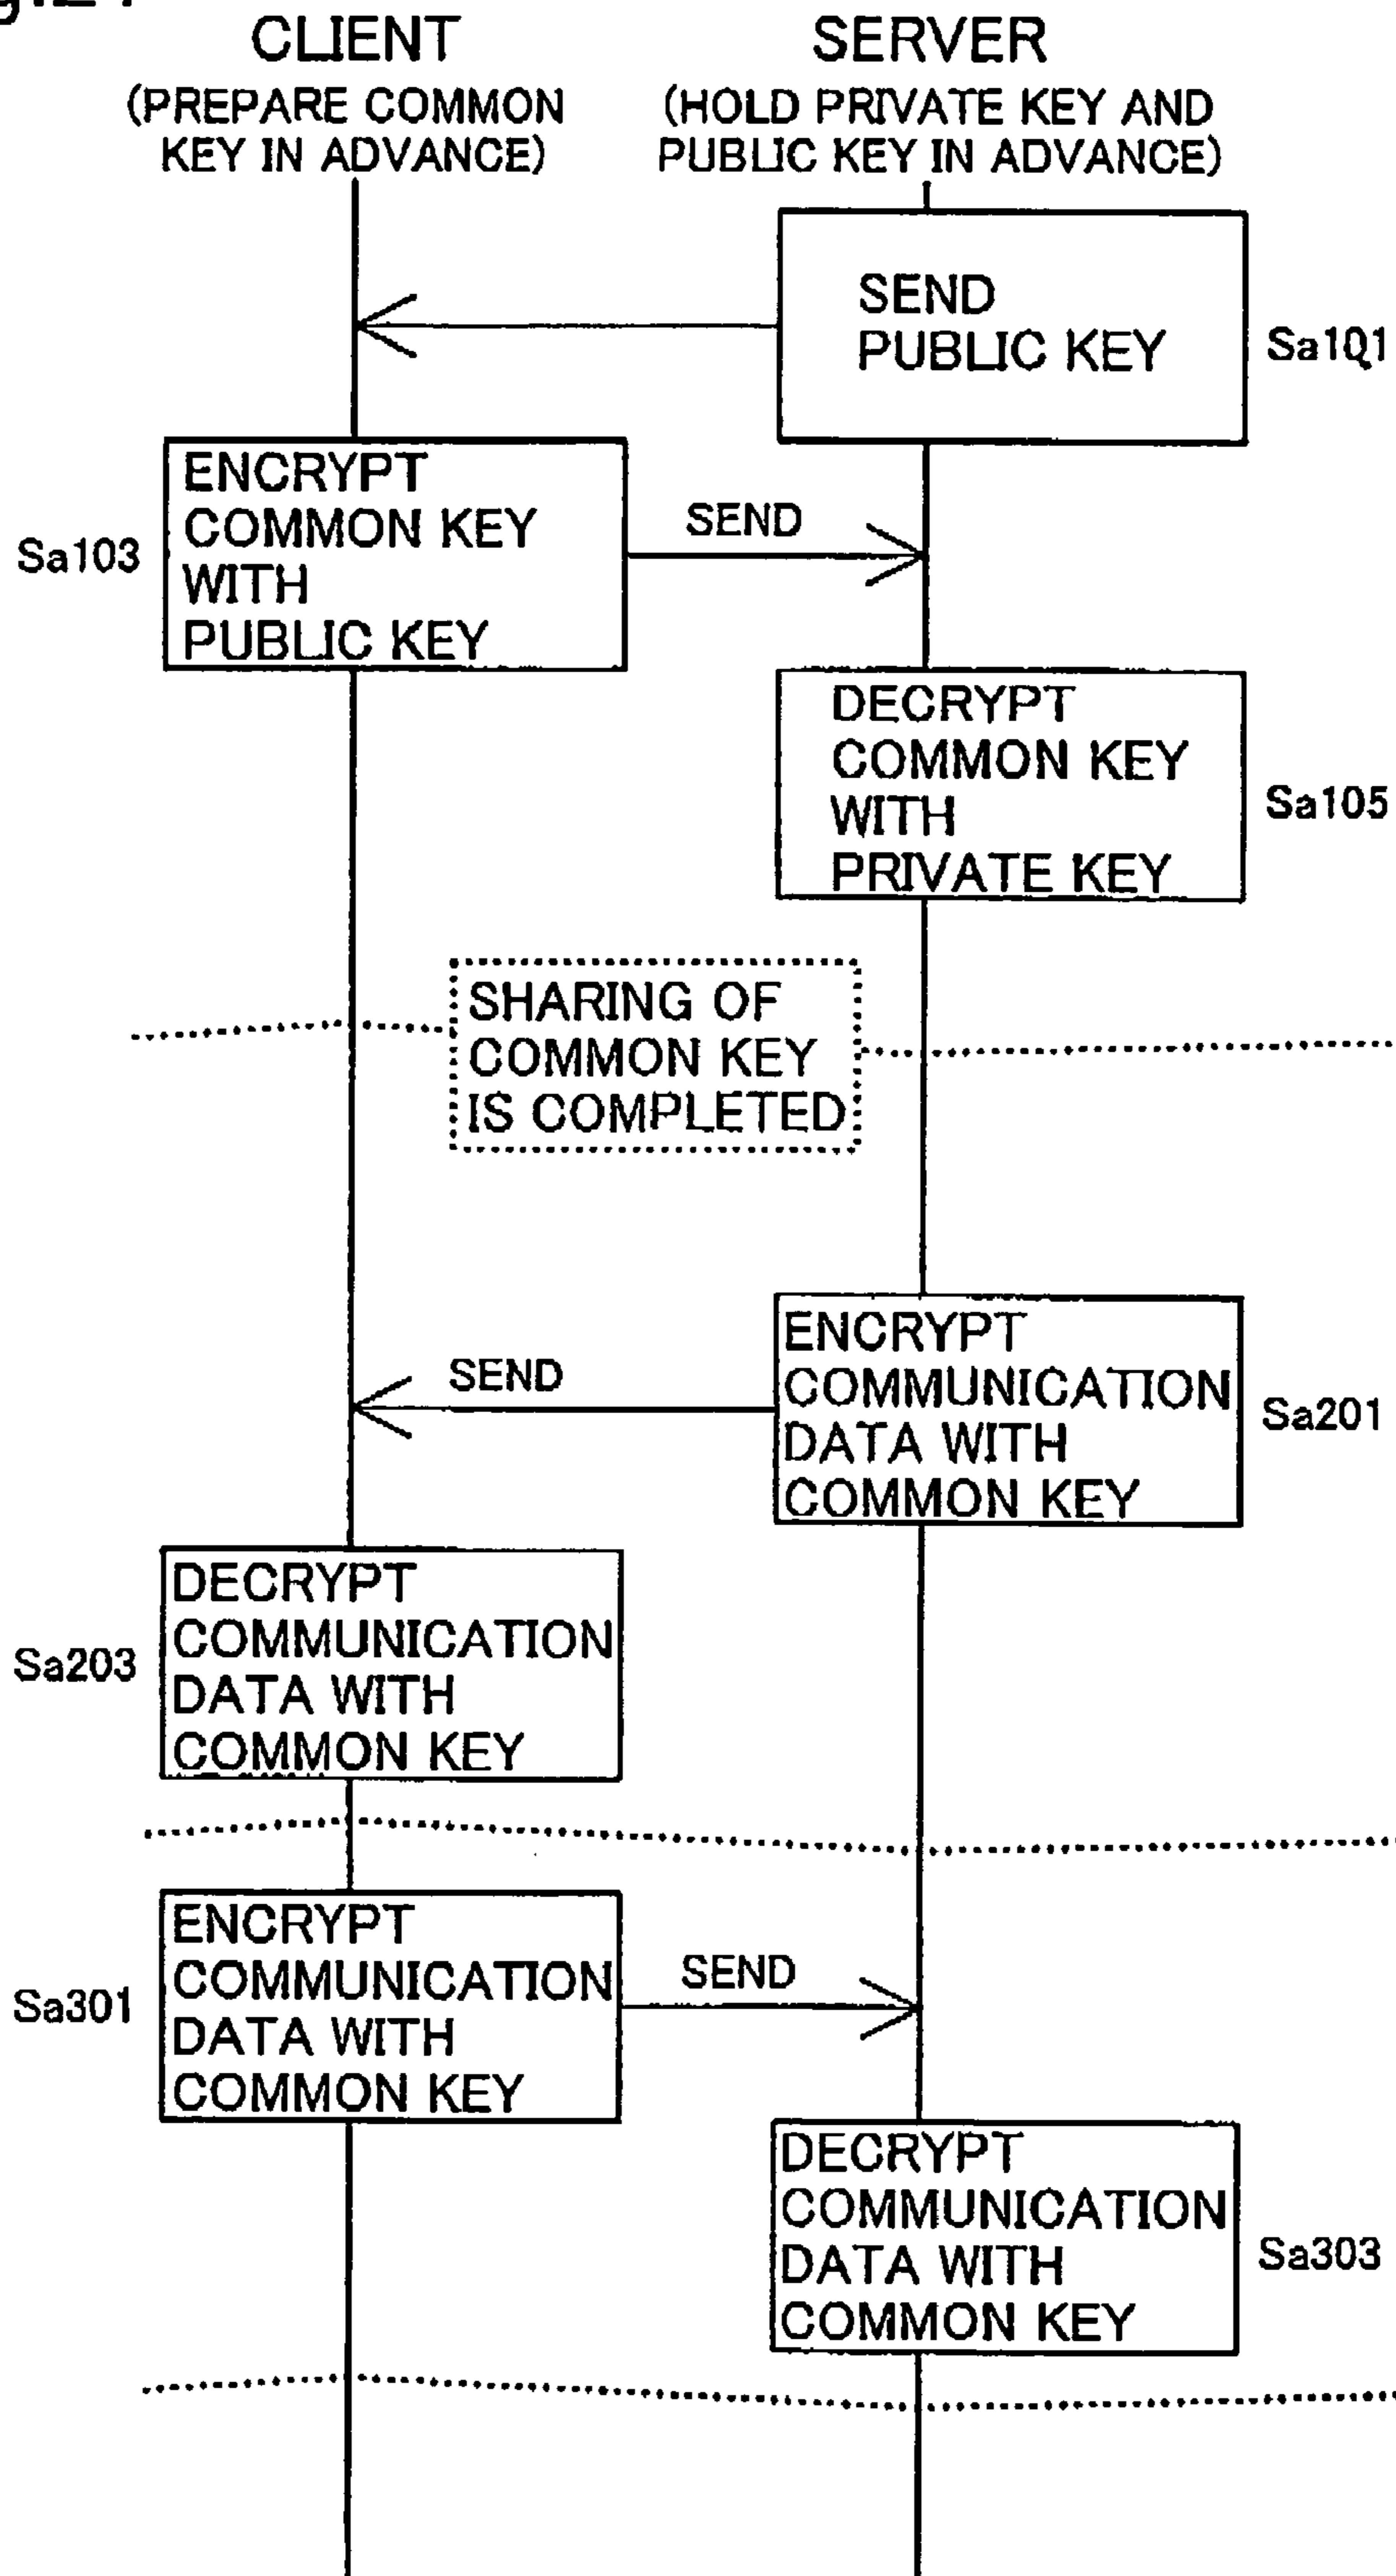 CLIENT
(PREPARE COMMON
KEY IN ADVANCE)
SERVER
(HOLD PRIVATE KEY AND
PUBLIC KEY IN ADVANCE)
SEND
PUBLIC KEY
Sa101
Sa103
ENCRYPT
COMMON KEY
WITH
PUBLIC KEY
SEND
DECRYPT
COMMON KEY
WITH
PRIVATE KEY
Sa105
SHARING OF
COMMON KEY
IS COMPLETED
SEND
ENCRYPT
COMMUNICATION
DATA WITH
COMMON KEY
Sa201
Sa203
DECRYPT
COMMUNICATION
DATA WITH
COMMON KEY
Sa301
ENCRYPT
COMMUNICATION
DATA WITH
COMMON KEY
SEND
DECRYPT
COMMUNICATION
DATA WITH
COMMON KEY
Sa303